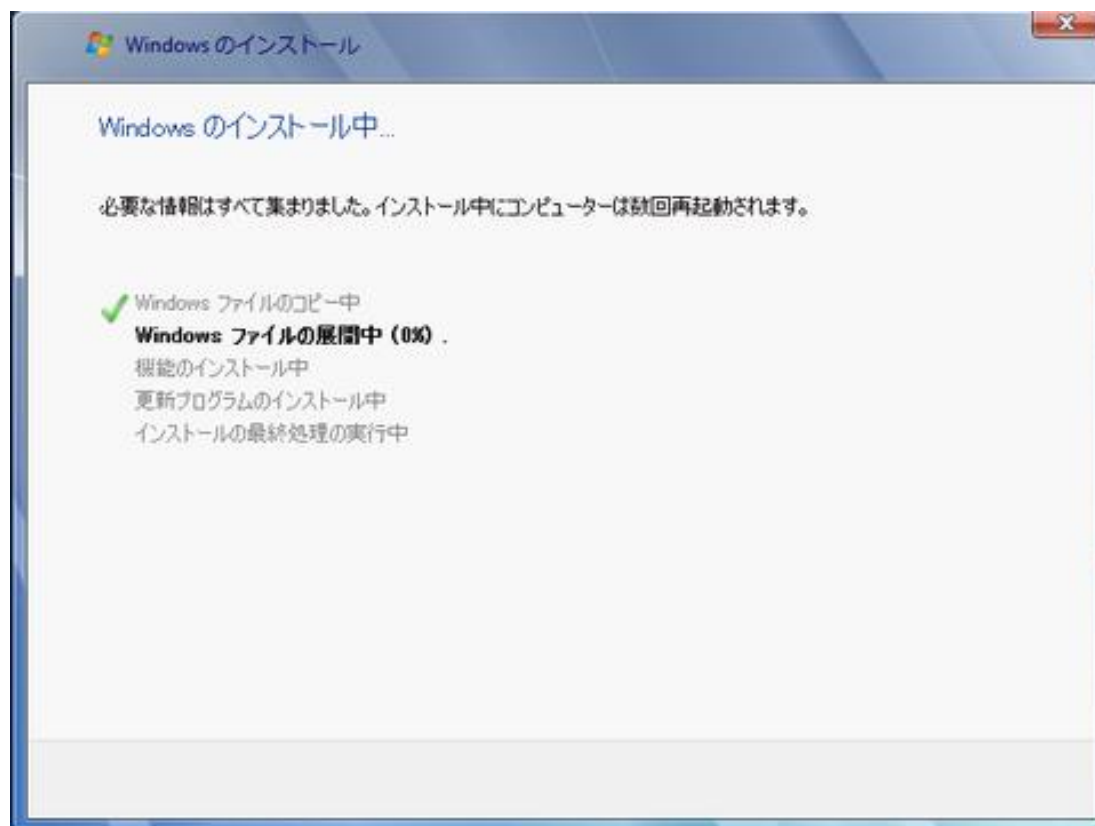 Windows のインストール
Windows のインストール中...
必要な情報はすべて集まりました。インストール中にコンピューターは数回再起動されます。
Windows ファイルのコピー中
Windows ファイルの展開中 (0%) .
機能のインストール中
更新プログラムのインストール中
インストールの最終処理の実行中